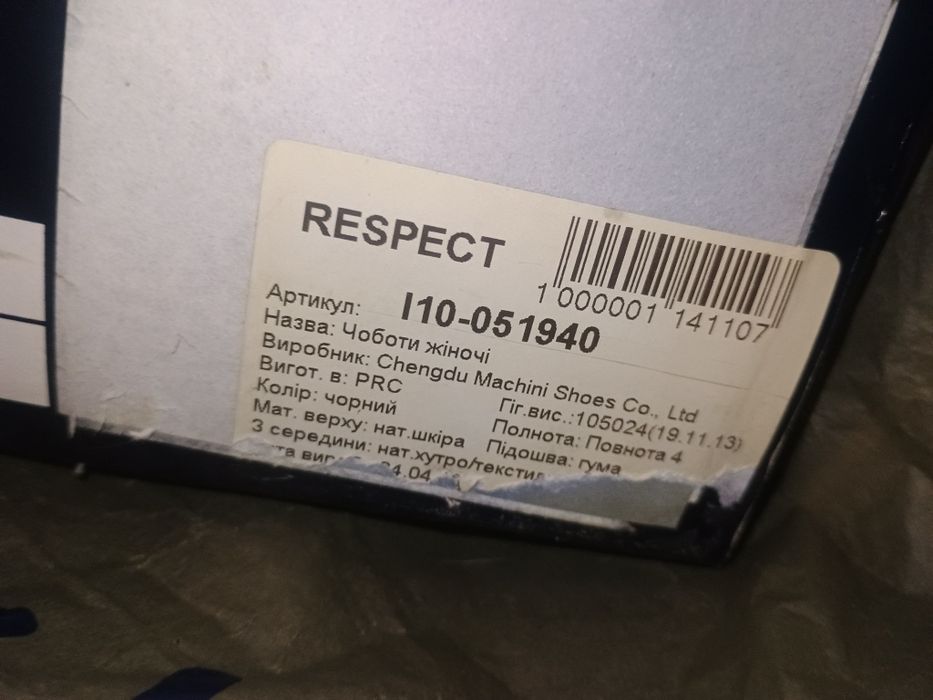 RESPECT
1 000001 141107
Артикул: I10-051940
Назва: Чоботи жіночі
Виробник: Chengdu Machini Shoes Co., Ltd
Вигот. в: PRC
Гіг.вис.:105024(19.11.13)
Колір: чорний
Полнота: Повнота 4
Мат. верху: нат.шкіра
Підошва: гума
З середини: нат.хутро/текстиль